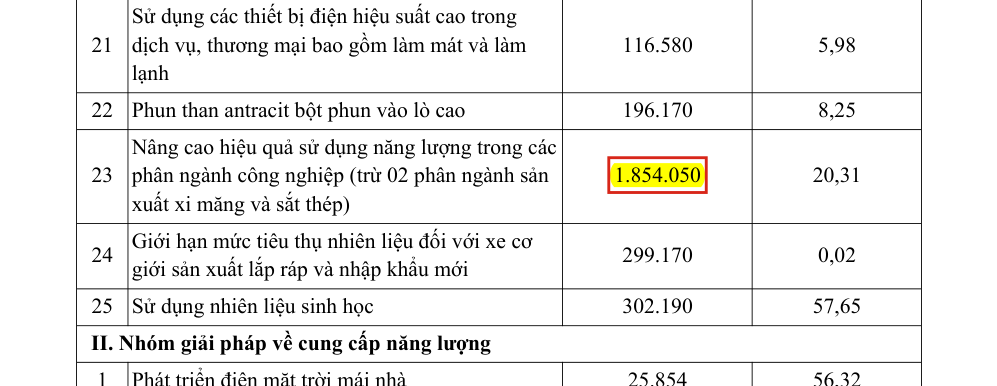 Sử dụng các thiết bị điện hiệu suất cao trong
21 dịch vụ, thương mại bao gồm làm mát và làm 116.580 5,98
lạnh
22 Phun than antracit bột phun vào lò cao 196.170 8,25
Nâng cao hiệu quả sử dụng năng lượng trong các
23 phân ngành công nghiệp (trừ 02 phân ngành sản 1.854.050 20,31
xuất xi măng và sắt thép)
Giới hạn mức tiêu thụ nhiên liệu đối với xe cơ
24 giới sản xuất lắp ráp và nhập khẩu mới 299.170 0,02
25 Sử dụng nhiên liệu sinh học 302.190 57,65
II. Nhóm giải pháp về cung cấp năng lượng
1 Phát triển điện mặt trời mái nhà 25.854 56,32